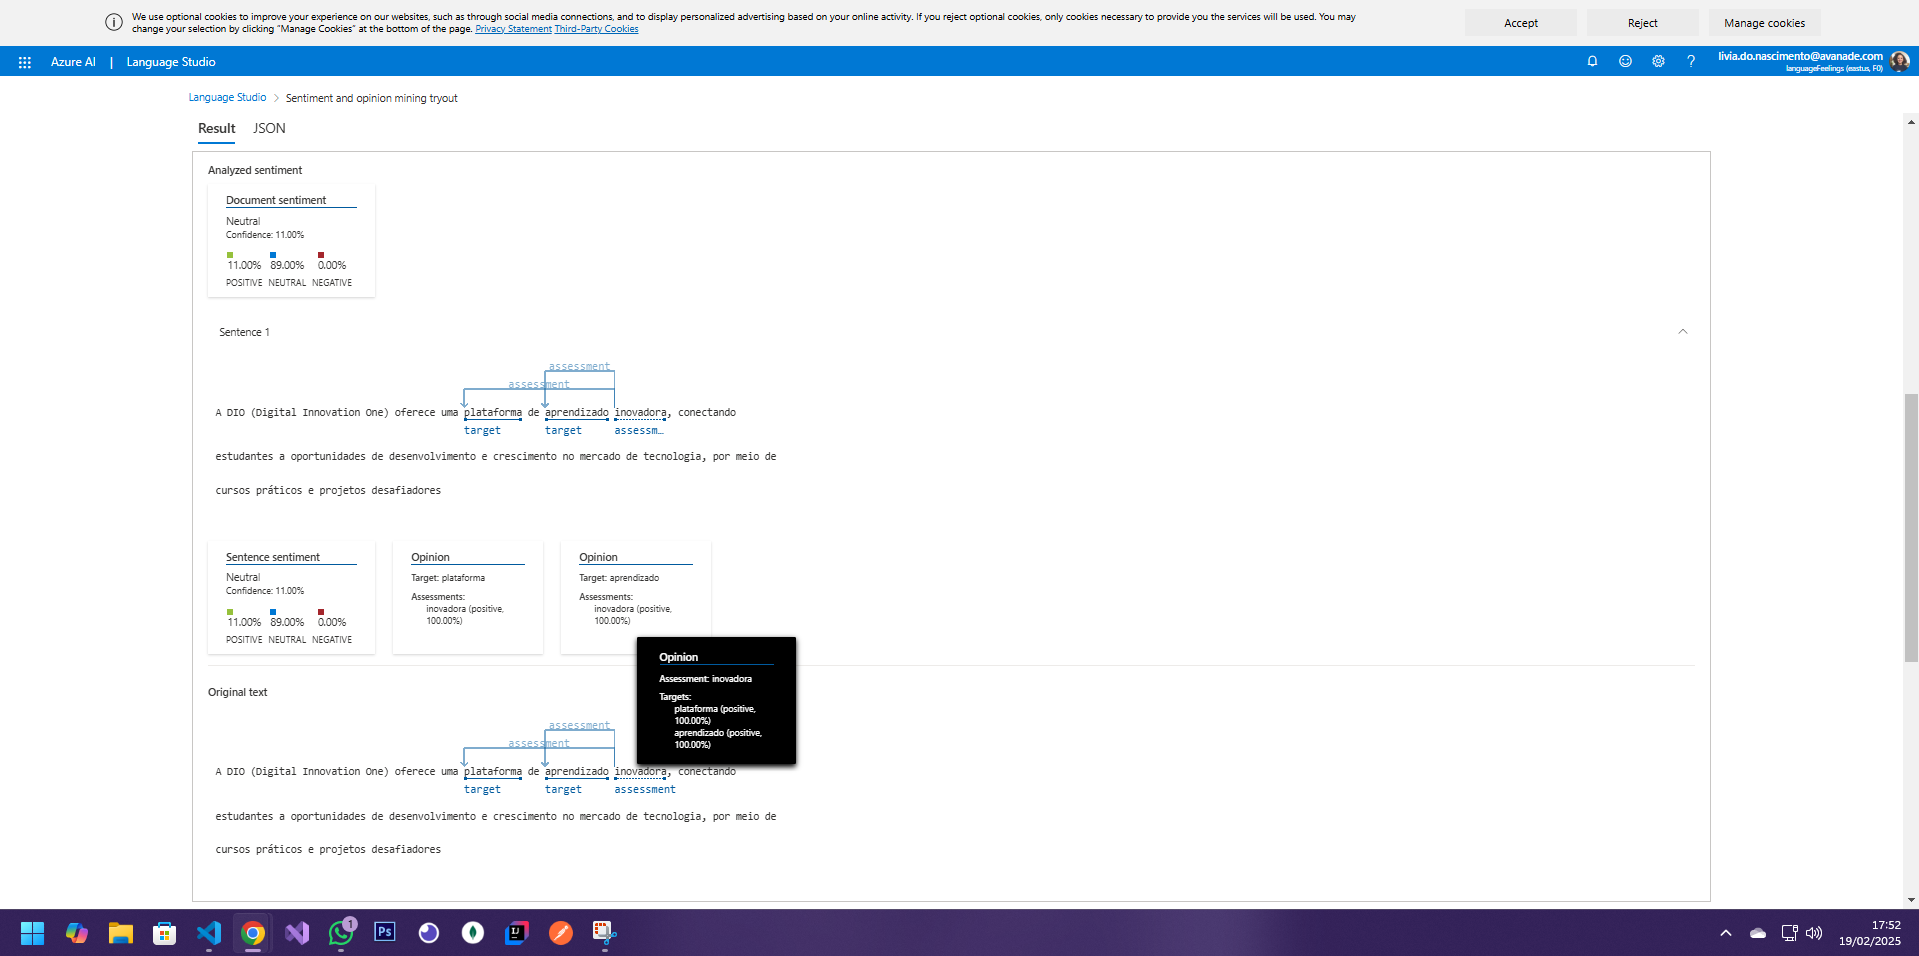 We use optional cookies to improve your experience on our websites, such as through social media connections, and to display personalized advertising based on your online activity. If you reject optional cookies, only cookies necessary to provide you the services will be used. You may
change your selection by clicking "Manage Cookies" at the bottom of the page. Privacy Statement Third-Party Cookies
Accept
Reject
Manage cookies
Azure AI | Language Studio
livia.do.nascimento@avanade.com
languageFeelings (eastus, F0)
Language Studio > Sentiment and opinion mining tryout
Result JSON
Analyzed sentiment
Document sentiment
Neutral
Confidence: 11.00%
11.00% 89.00% 0.00%
POSITIVE NEUTRAL NEGATIVE
Sentence 1
assessment
assessment
A DIO (Digital Innovation One) oferece uma plataforma de aprendizado inovadora, conectando
target target assessm…
estudantes a oportunidades de desenvolvimento e crescimento no mercado de tecnologia, por meio de
cursos práticos e projetos desafiadores
Sentence sentiment
Neutral
Confidence: 11.00%
11.00% 89.00% 0.00%
POSITIVE NEUTRAL NEGATIVE
Opinion
Target: plataforma
Assessments:
inovadora (positive,
100.00%)
Opinion
Target: aprendizado
Assessments:
inovadora (positive,
100.00%)
Opinion
Assessment: inovadora
Targets:
plataforma (positive,
100.00%)
aprendizado (positive,
100.00%)
Original text
assessment
assessment
A DIO (Digital Innovation One) oferece uma plataforma de aprendizado inovadora, conectando
target target assessment
estudantes a oportunidades de desenvolvimento e crescimento no mercado de tecnologia, por meio de
cursos práticos e projetos desafiadores
1
Ps
IJ
17:52
19/02/2025